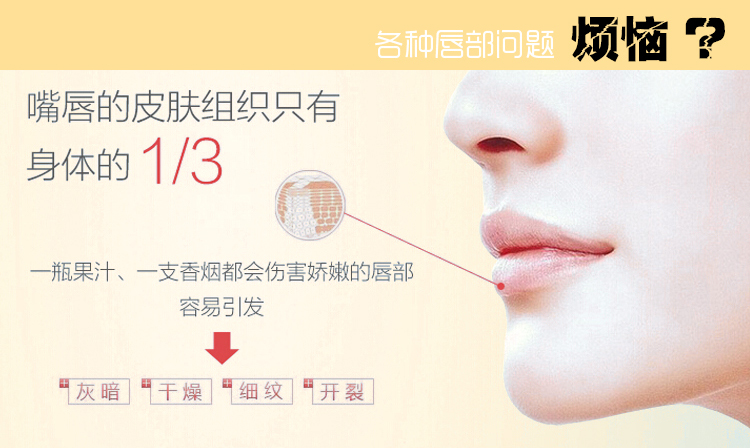 各种唇部问题 烦恼?
嘴唇的皮肤组织只有
身体的 1/3
一瓶果汁、一支香烟都会伤害娇嫩的唇部
容易引发
灰暗 干燥 细纹 开裂